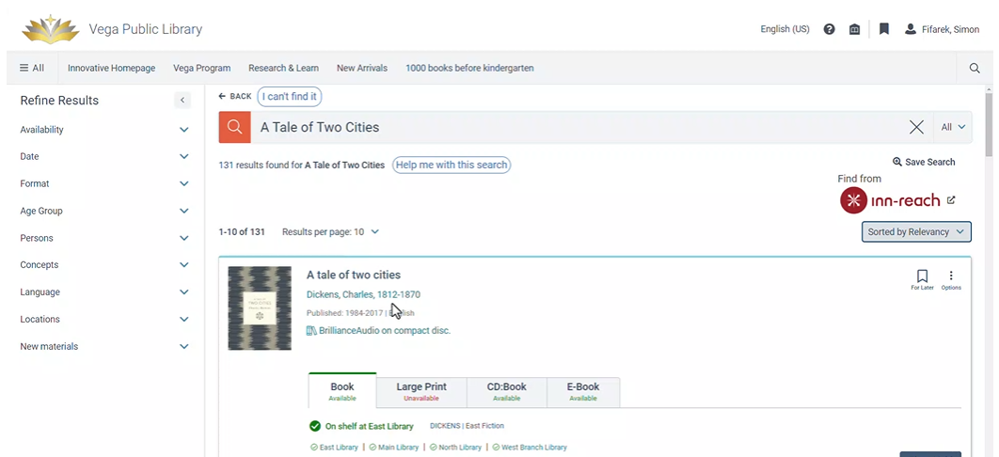 Vega Public Library
English (US)
Fifarek, Simon
All
Innovative Homepage
Vega Program
Research & Learn
New Arrivals
1000 books before kindergarten
Refine Results
Availability
Date
Format
Age Group
Persons
Concepts
Language
Locations
New materials
BACK
I can't find it
A Tale of Two Cities
All
131 results found for A Tale of Two Cities
Help me with this search
Save Search
Find from
inn-reach
1-10 of 131
Results per page: 10
Sorted by Relevancy
TWO CITIES
A tale of two cities
For Later
Options
Dickens, Charles, 1812-1870
Published: 1984-2017 | English
BrillianceAudio on compact disc.
Book
Available
Large Print
Unavailable
CD:Book
Available
E-Book
Available
On shelf at East Library
DICKENS | East Fiction
East Library | Main Library | North Library | West Branch Library